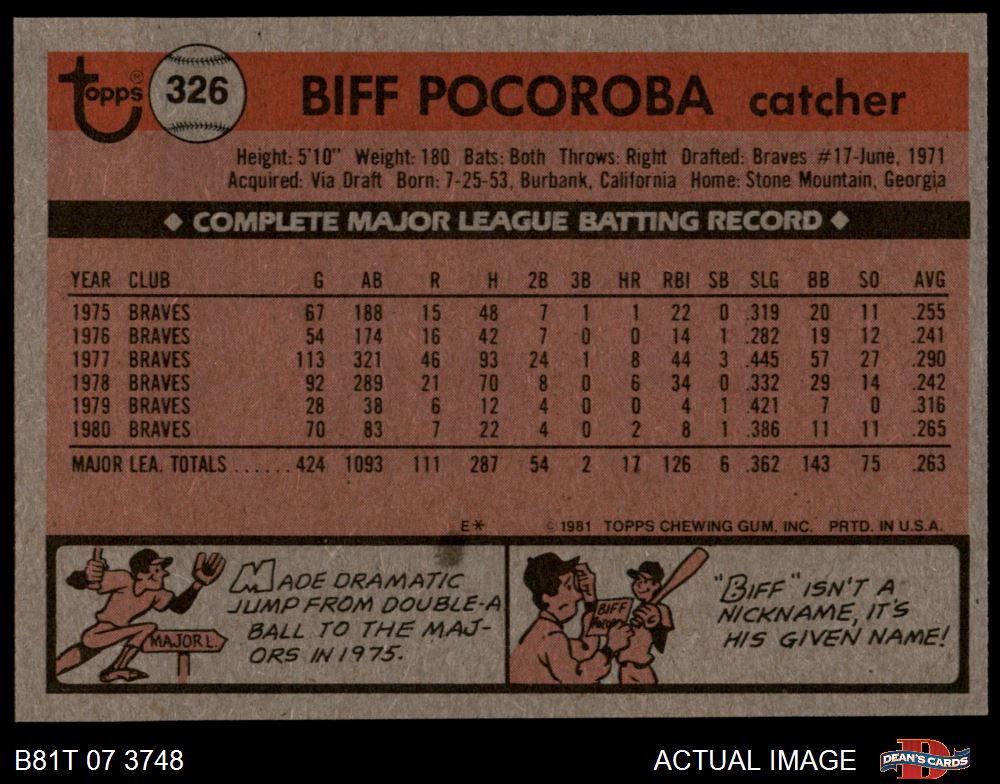 Topps ® 326 BIFF POCOROBA catcher
Height: 5'10" Weight: 180 Bats: Both Throws: Right Drafted: Braves #17-June, 1971
Acquired: Via Draft Born: 7-25-53, Burbank, California Home: Stone Mountain, Georgia
◆ COMPLETE MAJOR LEAGUE BATTING RECORD ◆
YEAR CLUB G AB R H 2B 3B HR RBI SB SLG BB SO AVG
1975 BRAVES 67 188 15 48 7 1 1 22 0 .319 20 11 .255
1976 BRAVES 54 174 16 42 7 0 0 14 1 .282 19 12 .241
1977 BRAVES 113 321 46 93 24 1 8 44 3 .445 57 27 .290
1978 BRAVES 92 289 21 70 8 0 6 34 0 .332 29 14 .242
1979 BRAVES 28 38 6 12 4 0 0 4 1 .421 7 0 .316
1980 BRAVES 70 83 7 22 4 0 2 8 1 .386 11 11 .265
MAJOR LEA. TOTALS ...... 424 1093 111 287 54 2 17 126 6 .362 143 75 .263
E* © 1981 TOPPS CHEWING GUM, INC. PRTD. IN U.S.A.
MADE DRAMATIC
JUMP FROM DOUBLE-A
BALL TO THE MAJ-
ORS IN 1975.
MAJOR L.
BIFF
"BIFF" ISN'T A
NICKNAME, IT'S
HIS GIVEN NAME!
B81T 07 3748 ACTUAL IMAGE
DEAN'S CARDS